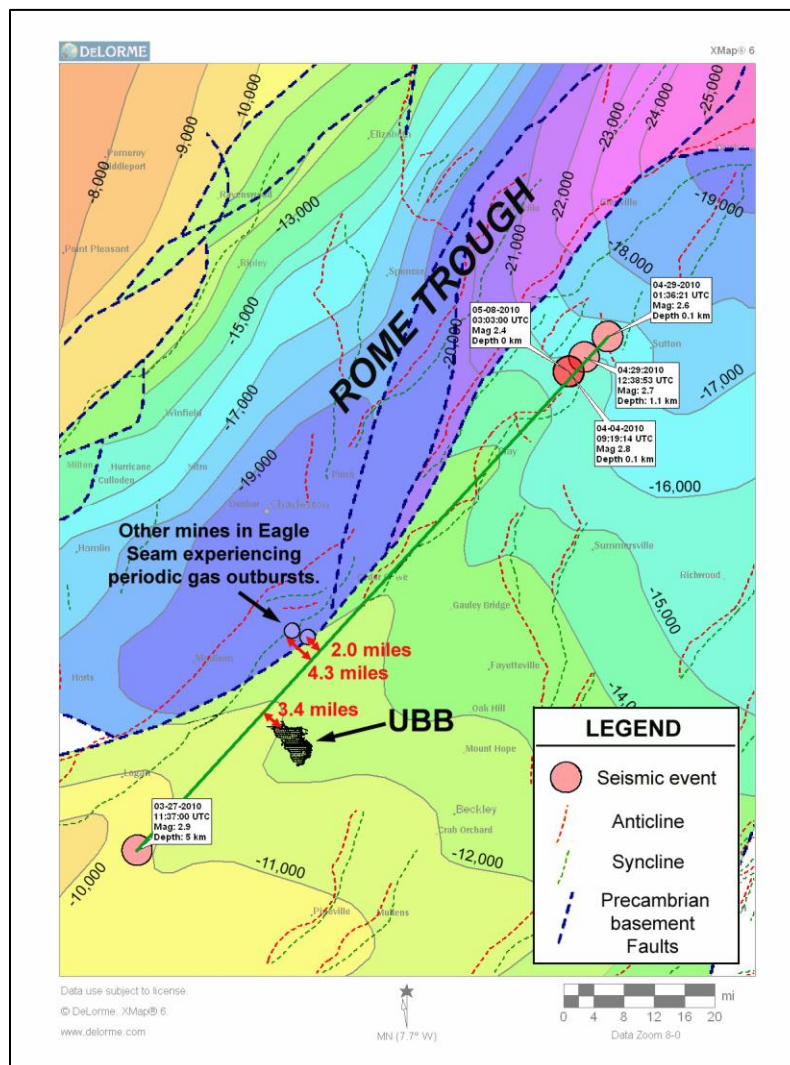 DELORME
XMap® 6
-8,000
-9,000
10,000
-25,000
-24,000
-23,000
-22,000
-21,000
20,000
-19,000
-18,000
-17,000
-16,000
-15,000
-14,000
-13,000
-15,000
-17,000
-19,000
Pomeroy
Middleport
Point Pleasant
Ravenswood
Ripley
Elizabeth
Spencer
Glenville
Sutton
Winfield
Milton
Hurricane
Culloden
Nitro
Dunbar
Charleston
Pinch
Clay
Hamlin
Madison
Harts
Logan
Summersville
Richwood
Gauley Bridge
Fayetteville
Oak Hill
Mount Hope
Beckley
Crab Orchard
Pineville
Mullens
ROME TROUGH
05-08-2010
03:03:00 UTC
Mag 2.4
Depth 0 km
04-29-2010
01:36:21 UTC
Mag: 2.6
Depth 0.1 km
04:29:2010
12:38:53 UTC
Mag: 2.7
Depth: 1.1 km
04-04-2010
09:19:14 UTC
Mag 2.8
Depth 0.1 km
Other mines in Eagle
Seam experiencing
periodic gas outbursts.
2.0 miles
4.3 miles
3.4 miles
UBB
03-27-2010
11:37:00 UTC
Mag: 2.9
Depth: 5 km
-10,000
-11,000
-12,000
LEGEND
Seismic event
Anticline
Syncline
Precambrian
basement
Faults
Data use subject to license.
© DeLorme. XMap® 6.
www.delorme.com
MN (7.7° W)
mi
0 4 8 12 16 20
Data Zoom 8-0